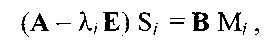 (A − λᵢ E) Sᵢ = B Mᵢ ,